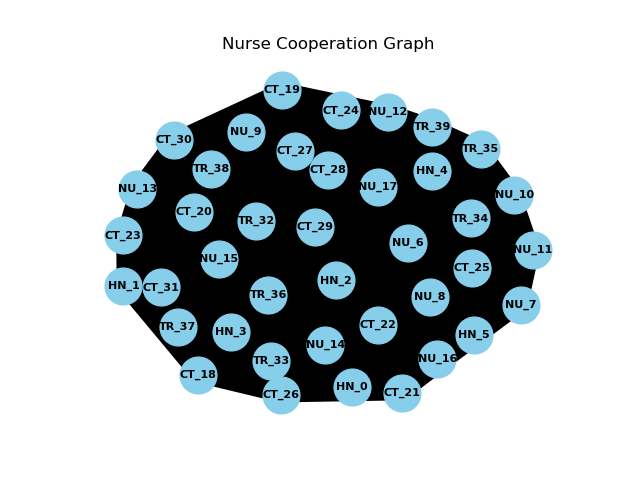 Nurse Cooperation Graph
CT_19
CT_24
NU_12
TR_39
NU_9
CT_30
TR_35
CT_27
TR_38
CT_28
HN_4
NU_17
NU_13
NU_10
CT_20
TR_34
TR_32
CT_29
CT_23
NU_6
NU_11
NU_15
CT_25
HN_2
HN_1
CT_31
TR_36
NU_8
NU_7
TR_37
CT_22
HN_3
HN_5
NU_14
TR_33
NU_16
CT_18
HN_0
CT_26
CT_21